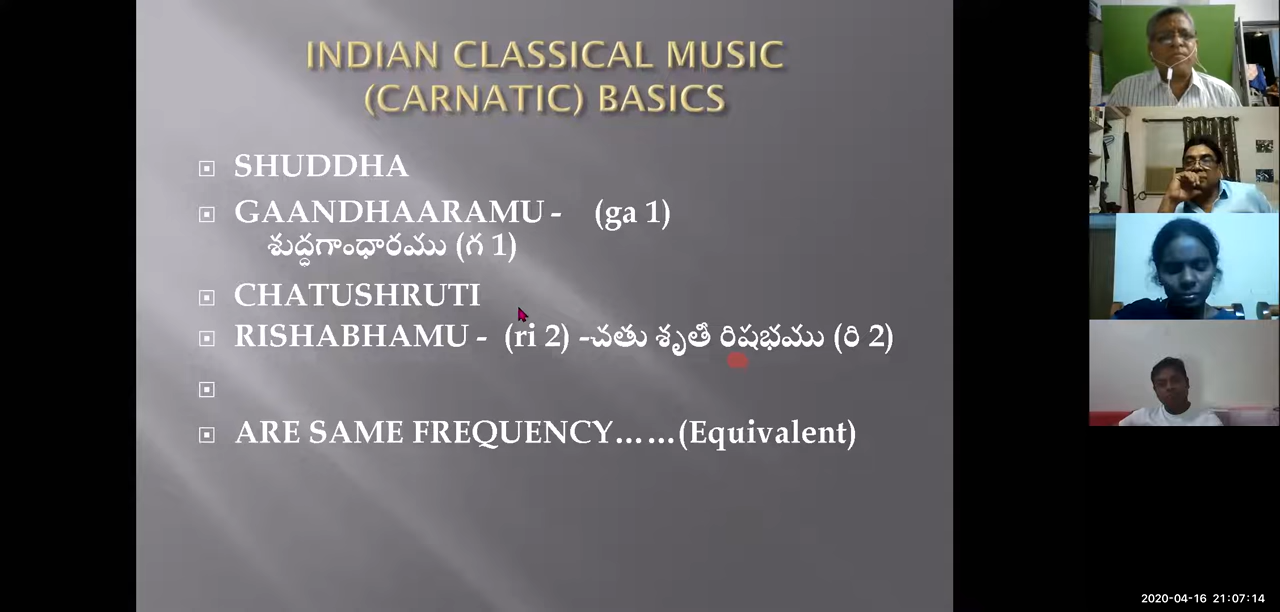 INDIAN CLASSICAL MUSIC
(CARNATIC) BASICS
SHUDDHA
GAANDHAARAMU - (ga 1)
శుద్ధగాంధారము (గ 1)
CHATUSHRUTI
RISHABHAMU - (ri 2) -చతు శృతీ రిషభము (రి 2)
ARE SAME FREQUENCY......(Equivalent)
2020-04-16 21:07:14